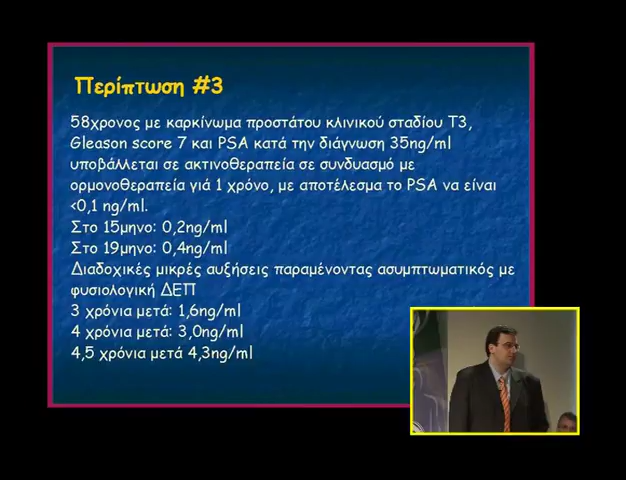 Περίπτωση #3
58χρονος με καρκίνωμα προστάτου κλινικού σταδίου Τ3,
Gleason score 7 και PSA κατά την διάγνωση 35ng/ml
υποβάλλεται σε ακτινοθεραπεία σε συνδυασμό με
ορμονοθεραπεία γιά 1 χρόνο, με αποτέλεσμα το PSA να είναι
<0,1 ng/ml.
Στο 15μηνο: 0,2ng/ml
Στο 19μηνο: 0,4ng/ml
Διαδοχικές μικρές αυξήσεις παραμένοντας ασυμπτωματικός με
φυσιολογική ΔΕΠ
3 χρόνια μετά: 1,6ng/ml
4 χρόνια μετά: 3,0ng/ml
4,5 χρόνια μετά 4,3ng/ml